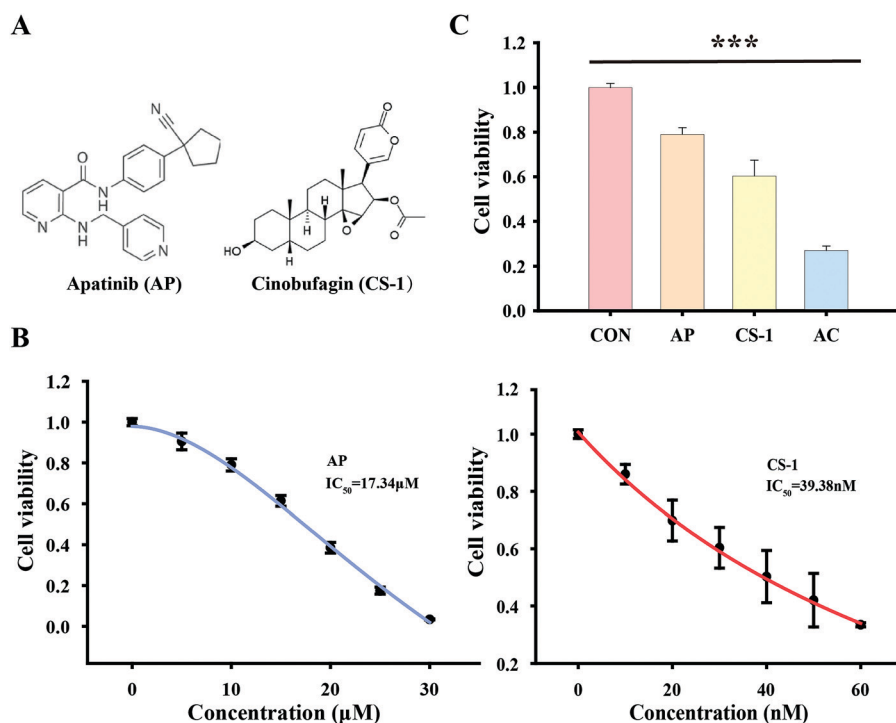 A
N
O
N
H
N
N
H
N
Apatinib (AP)
O
O
H
H
H
H
HO
O
O
O
Cinobufagin (CS-1)
C
***
Cell viability
1.2
1.0
0.8
0.6
0.4
0.2
0.0
CON AP CS-1 AC
B
Cell viability
1.2
1.0
0.8
0.6
0.4
0.2
0.0
AP
IC50=17.34μM
0 10 20 30
Concentration (μM)
Cell viability
1.2
1.0
0.8
0.6
0.4
0.2
CS-1
IC50=39.38nM
0 20 40 60
Concentration (nM)